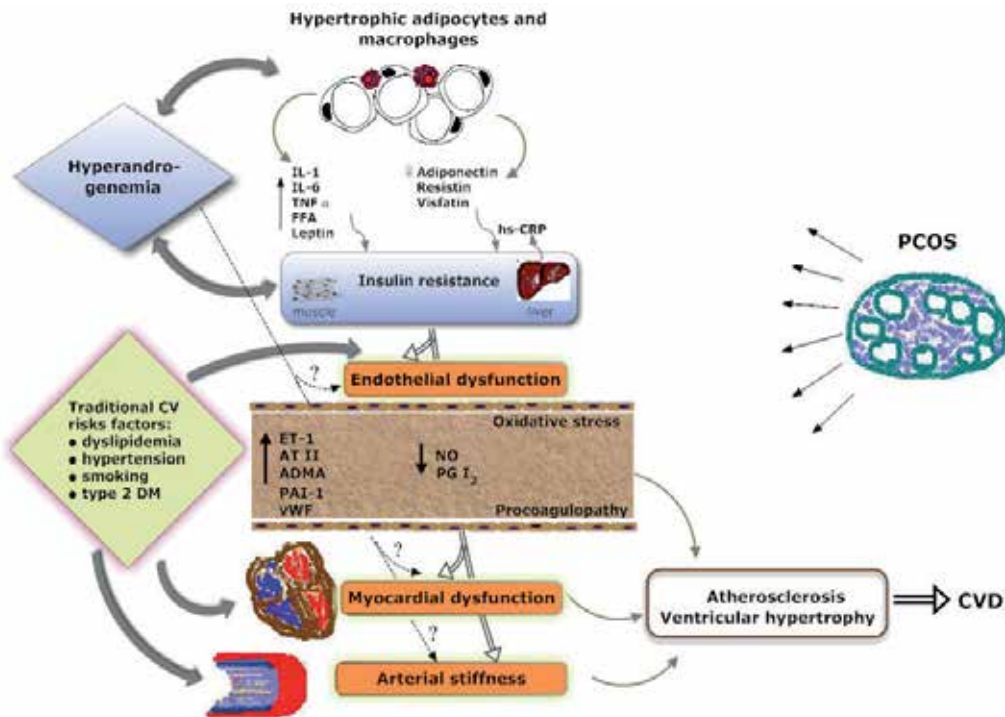 Hypertrophic adipocytes and
macrophages
Hyperandro-
genemia
IL-1
IL-6
TNF α
FFA
Leptin
Adiponectin
Resistin
Visfatin
hs-CRP
Insulin resistance
muscle
liver
PCOS
?
Endothelial dysfunction
Traditional CV
risks factors:
● dyslipidemia
● hypertension
● smoking
● type 2 DM
Oxidative stress
ET-1
AT II
ADMA
PAI-1
vWF
NO
PG I₂
Procoagulopathy
?
Myocardial dysfunction
?
Arterial stiffness
Atherosclerosis
Ventricular hypertrophy
CVD